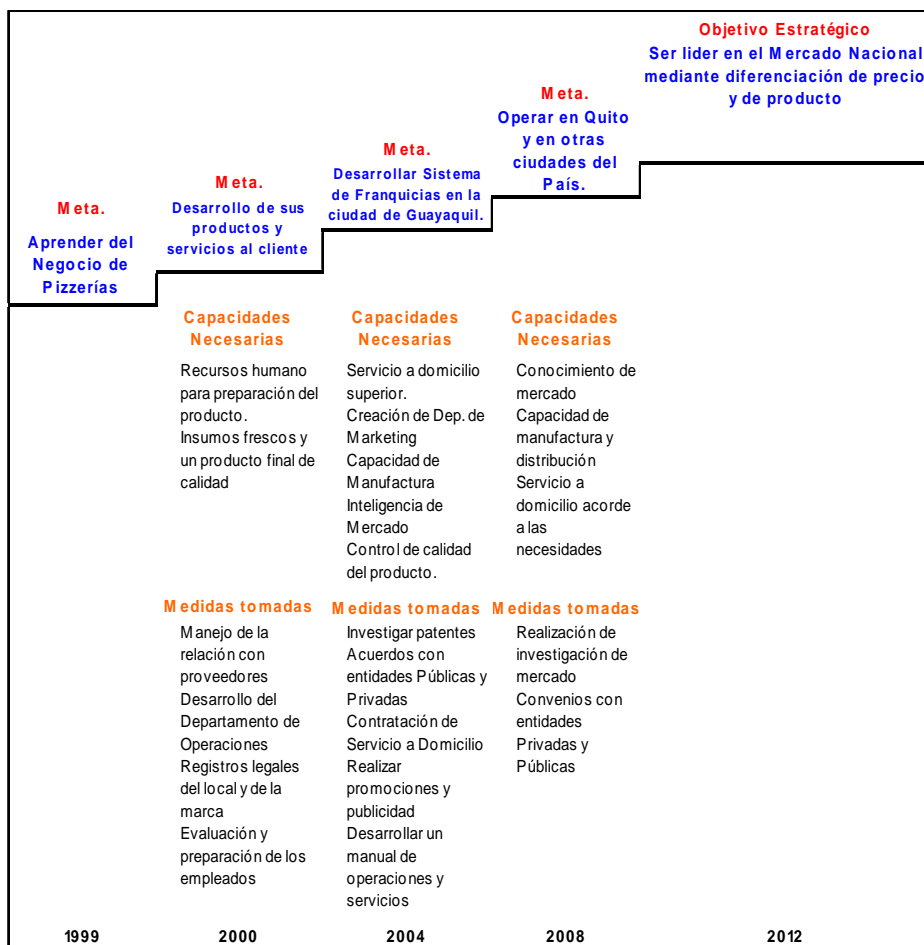 Meta.
Aprender del
Negocio de
Pizzerías
Meta.
Desarrollo de sus
productos y
servicios al cliente
Meta.
Desarrollar Sistema
de Franquicias en la
ciudad de Guayaquil.
Meta.
Operar en Quito
y en otras
ciudades del
País.
Objetivo Estratégico
Ser lider en el Mercado Nacional
mediante diferenciación de precio
y de producto
Capacidades
Necesarias
Recursos humano
para preparación del
producto.
Insumos frescos y
un producto final de
calidad
Capacidades
Necesarias
Servicio a domicilio
superior.
Creación de Dep. de
Marketing
Capacidad de
Manufactura
Inteligencia de
Mercado
Control de calidad
del producto.
Capacidades
Necesarias
Conocimiento de
mercado
Capacidad de
manufactura y
distribución
Servicio a
domicilio acorde
a las
necesidades
Medidas tomadas
Manejo de la
relación con
proveedores
Desarrollo del
Departamento de
Operaciones
Registros legales
del local y de la
marca
Evaluación y
preparación de los
empleados
Medidas tomadas
Investigar patentes
Acuerdos con
entidades Públicas y
Privadas
Contratación de
Servicio a Domicilio
Realizar
promociones y
publicidad
Desarrollar un
manual de
operaciones y
servicios
Medidas tomadas
Realización de
investigación de
mercado
Convenios con
entidades
Privadas y
Públicas
1999
2000
2004
2008
2012